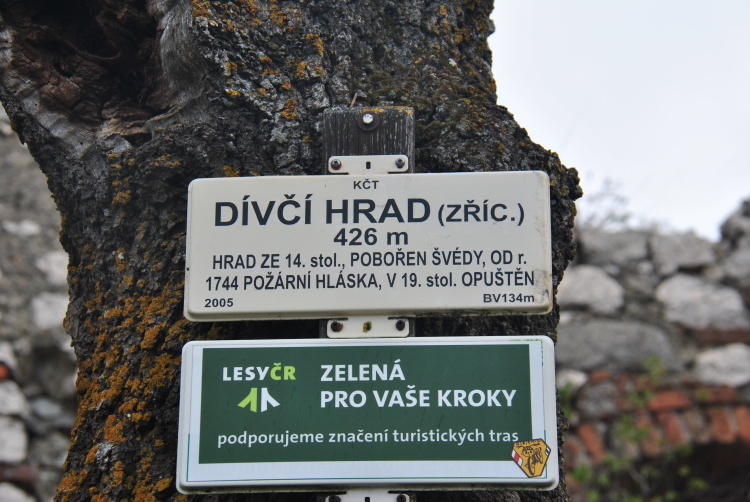 KČT
DÍVČÍ HRAD (ZŘÍC.)
426 m
HRAD ZE 14. stol., POBOŘEN ŠVÉDY, OD r.
1744 POŽÁRNÍ HLÁSKA, V 19. stol. OPUŠTĚN
2005 BV134m
LESYČR
ZELENÁ
PRO VAŠE KROKY
podporujeme značení turistických tras